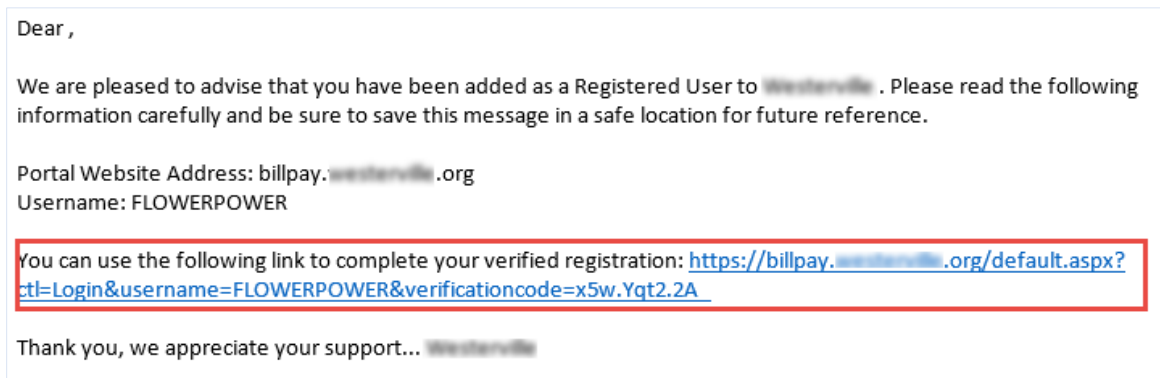 Dear ,
We are pleased to advise that you have been added as a Registered User to . Please read the following
information carefully and be sure to save this message in a safe location for future reference.
Portal Website Address: billpay. .org
Username: FLOWERPOWER
You can use the following link to complete your verified registration: https://billpay. .org/default.aspx?
ctl=Login&username=FLOWERPOWER&verificationcode=x5w.Yqt2.2A
Thank you, we appreciate your support...